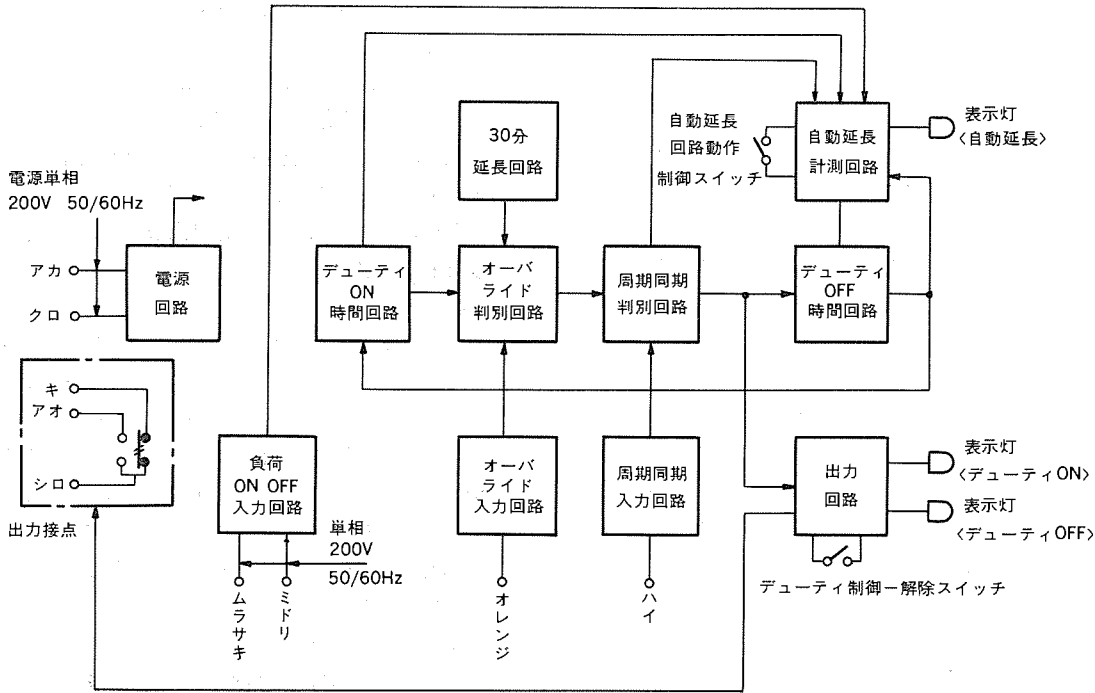 30分
延長回路
自動延長
回路動作
制御スイッチ
自動延長
計測回路
表示灯
〈自動延長〉
電源単相
200V 50/60Hz
アカ
クロ
電源
回路
デューティ
ON
時間回路
オーバ
ライド
判別回路
周期同期
判別回路
デューティ
OFF
時間回路
キ
アオ
シロ
出力接点
負荷
ON OFF
入力回路
単相
200V
50/60Hz
ムラサキ
ミドリ
オーバ
ライド
入力回路
オレンジ
周期同期
入力回路
ハイ
出力
回路
表示灯
〈デューティON〉
表示灯
〈デューティOFF〉
デューティ制御－解除スイッチ